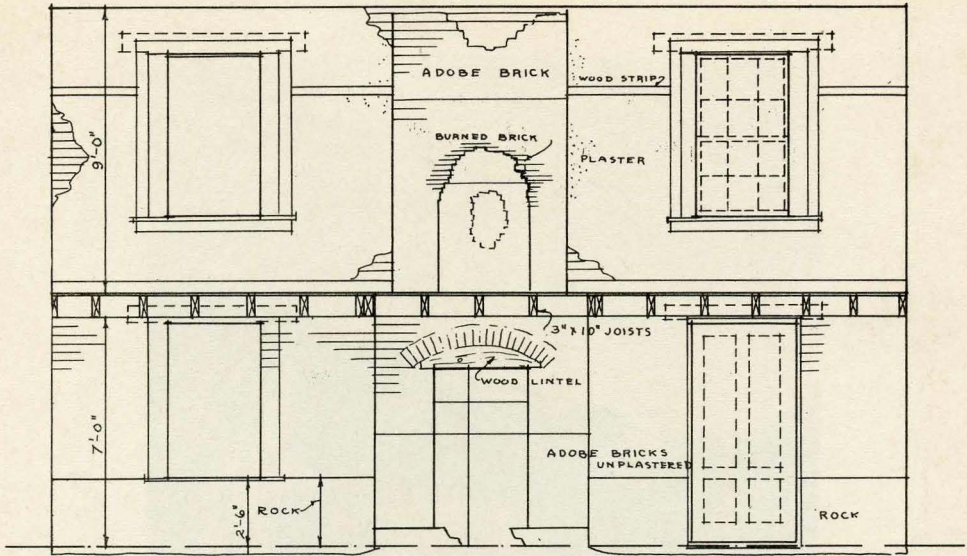 ADOBE BRICK
WOOD STRIP
9'-0"
BURNED BRICK
PLASTER
3" X 10" JOISTS
WOOD LINTEL
7'-0"
ADOBE BRICKS
UNPLASTERED
2'-6"
ROCK
ROCK